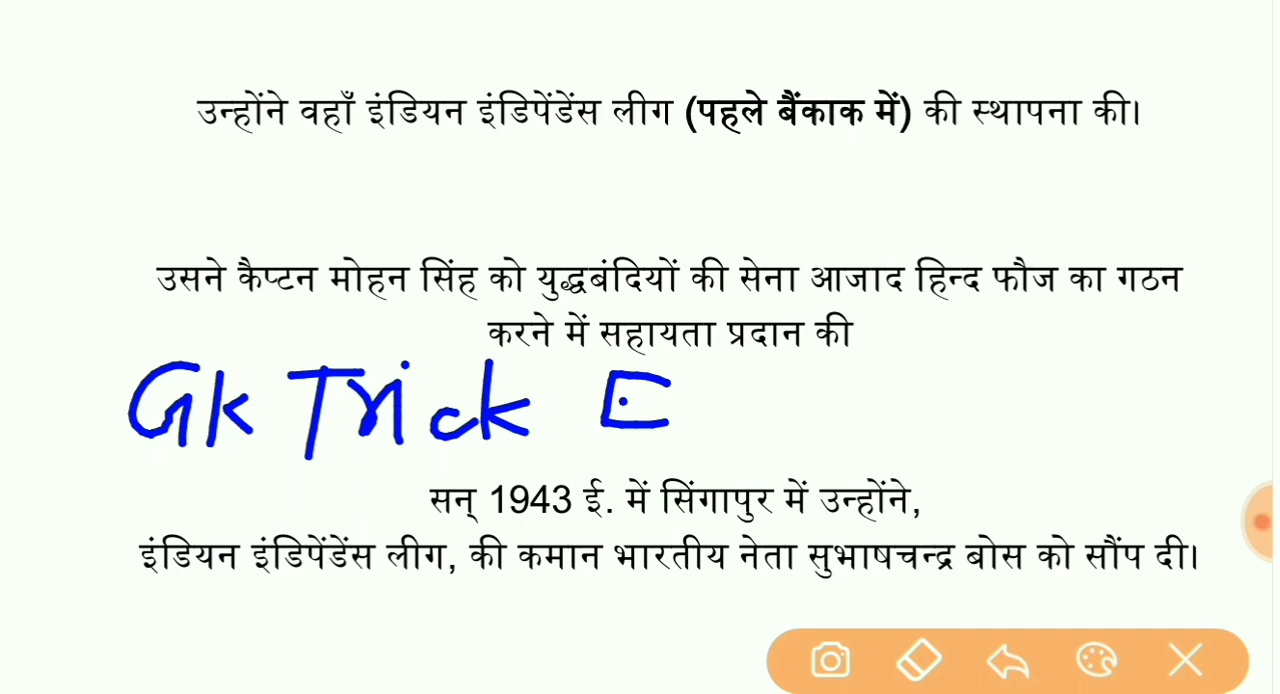 उन्होंने वहाँ इंडियन इंडिपेंडेंस लीग (पहले बैंकाक में) की स्थापना की।
उसने कैप्टन मोहन सिंह को युद्धबंदियों की सेना आजाद हिन्द फौज का गठन
करने में सहायता प्रदान की
GK Trick E
सन् 1943 ई. में सिंगापुर में उन्होंने,
इंडियन इंडिपेंडेंस लीग, की कमान भारतीय नेता सुभाषचन्द्र बोस को सौंप दी।